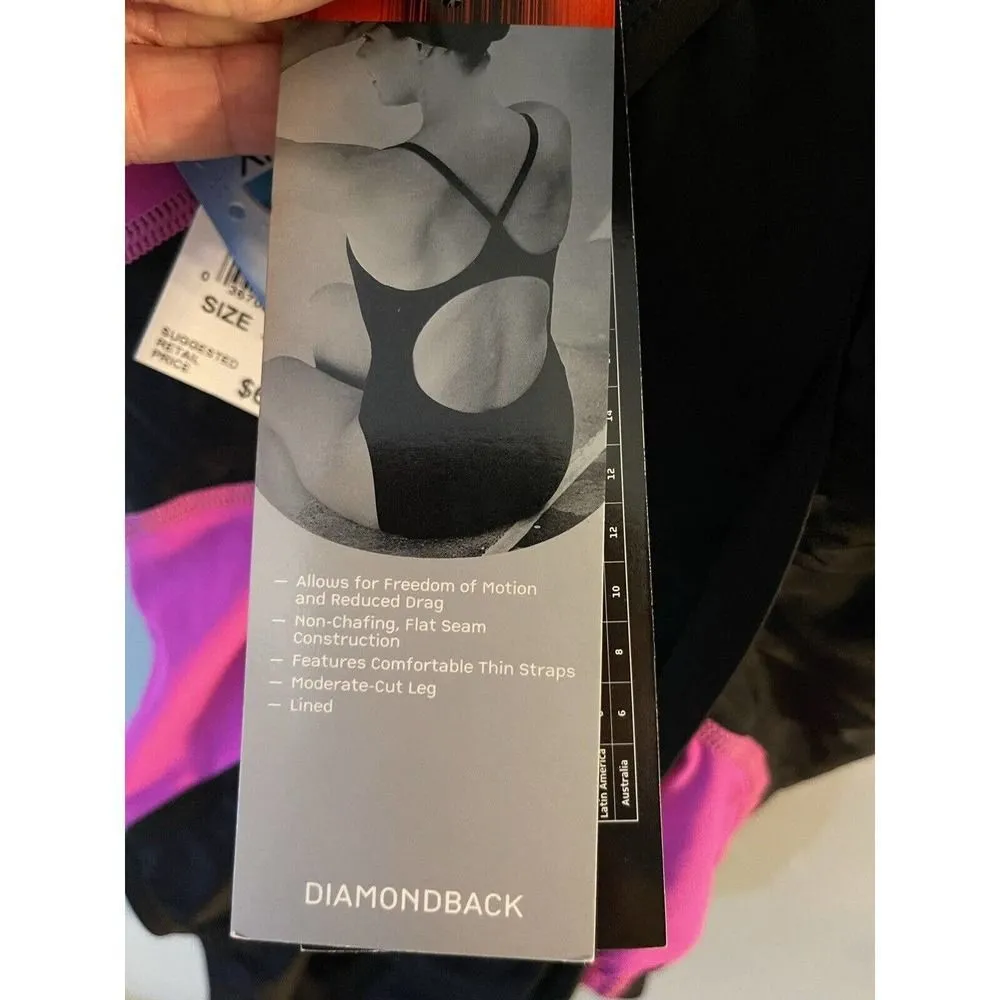 0
SIZE
SUGGESTED
RETAIL
PRICE
— Allows for Freedom of Motion
and Reduced Drag
— Non-Chafing, Flat Seam
Construction
— Features Comfortable Thin Straps
— Moderate-Cut Leg
— Lined
DIAMONDBACK
14
12
12
10
8
6
Latin America
Australia